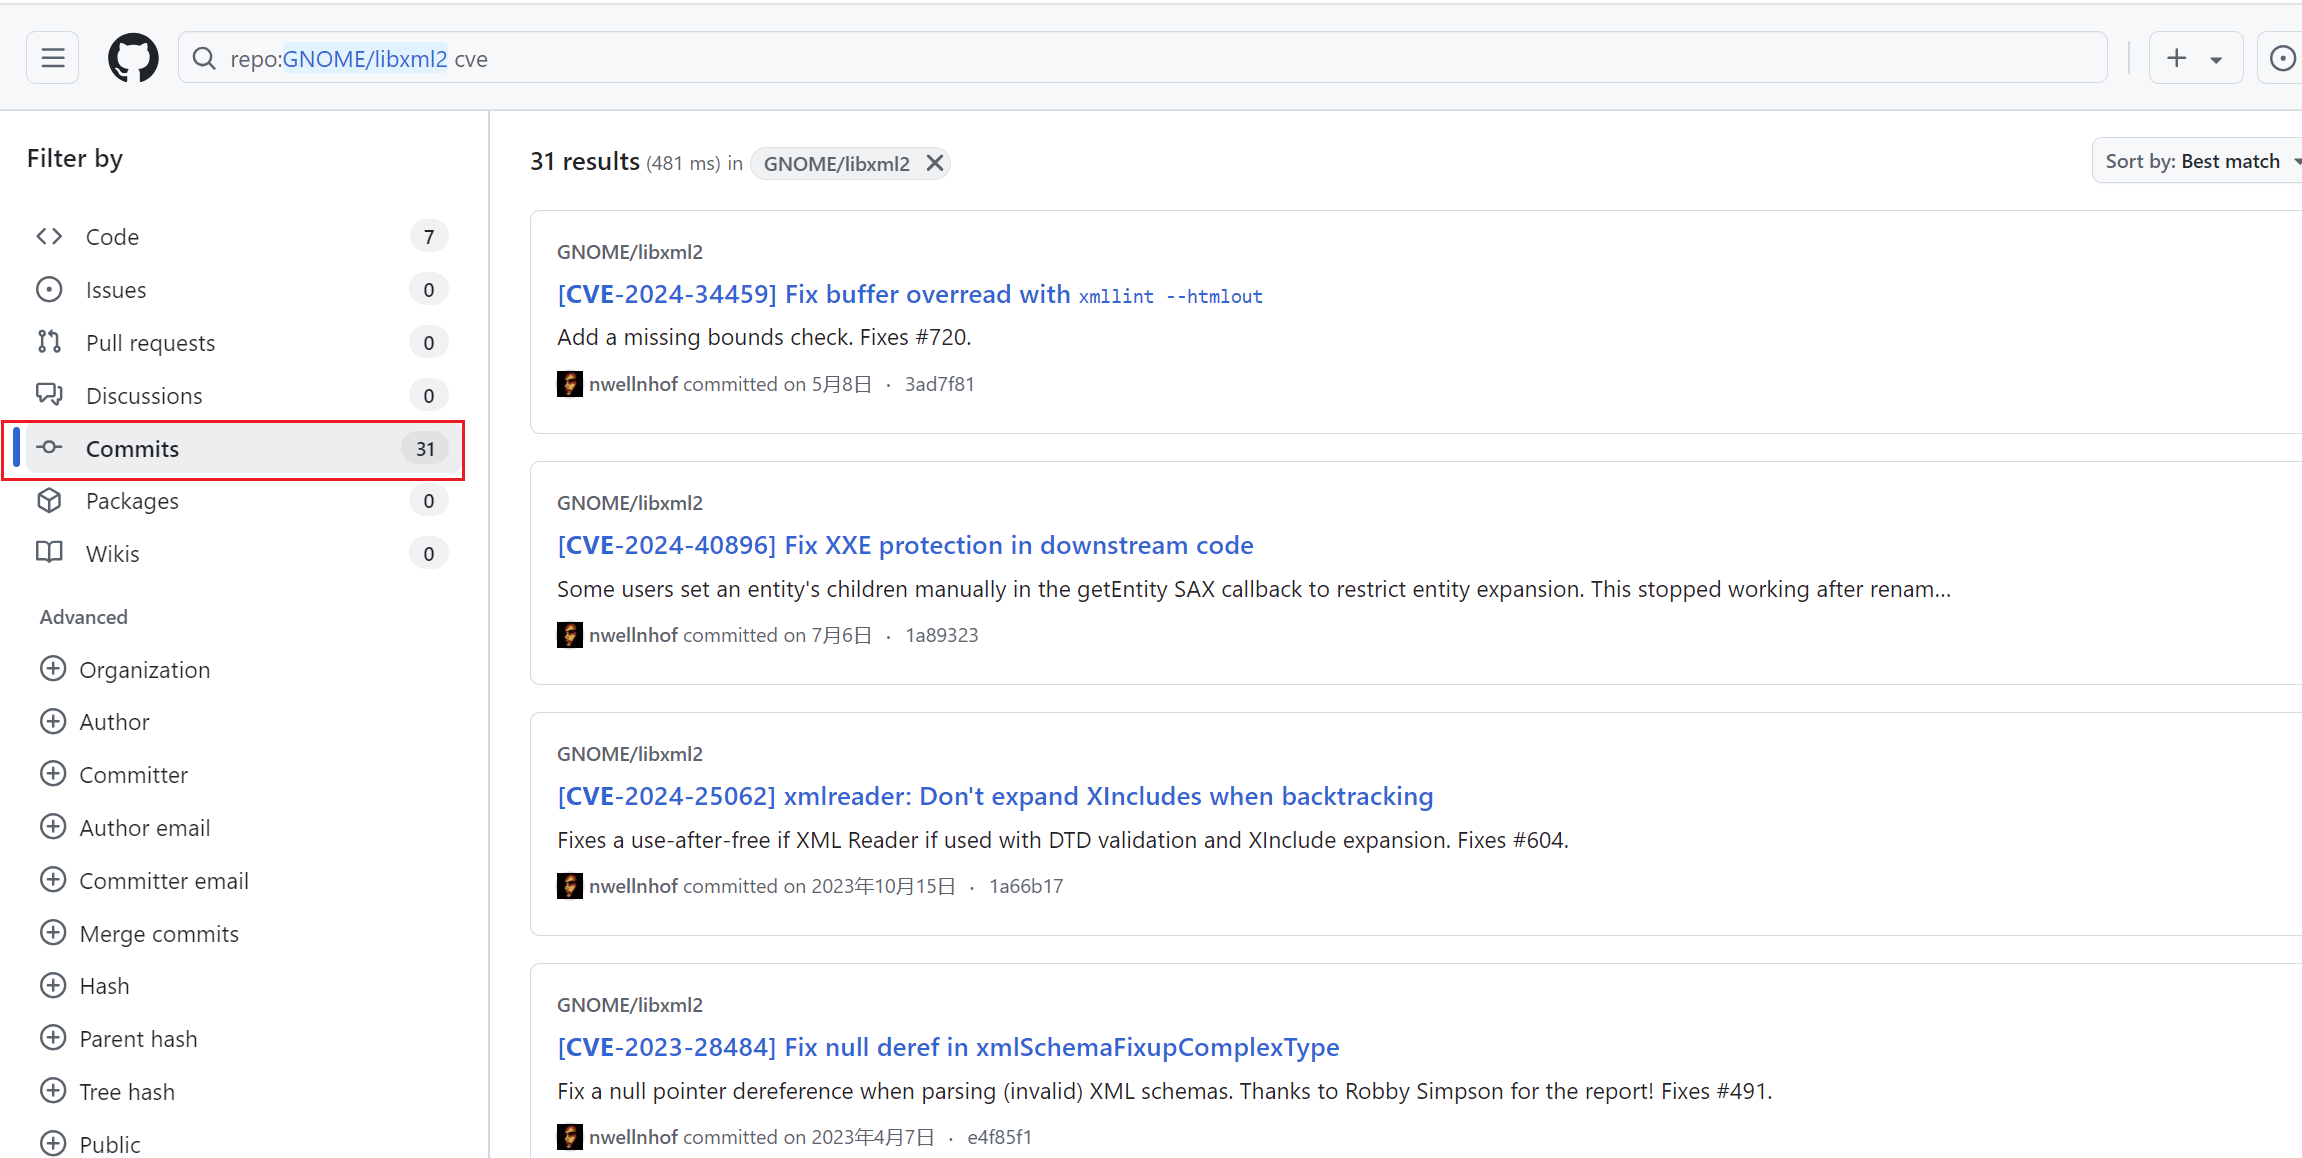 repo:GNOME/libxml2 cve
Filter by
Code 7
Issues 0
Pull requests 0
Discussions 0
Commits 31
Packages 0
Wikis 0
Advanced
Organization
Author
Committer
Author email
Committer email
Merge commits
Hash
Parent hash
Tree hash
Public
31 results (481 ms) in GNOME/libxml2
Sort by: Best match
GNOME/libxml2
[CVE-2024-34459] Fix buffer overread with xmllint --htmlout
Add a missing bounds check. Fixes #720.
nwellnhof committed on 5月8日 · 3ad7f81
GNOME/libxml2
[CVE-2024-40896] Fix XXE protection in downstream code
Some users set an entity's children manually in the getEntity SAX callback to restrict entity expansion. This stopped working after renam...
nwellnhof committed on 7月6日 · 1a89323
GNOME/libxml2
[CVE-2024-25062] xmlreader: Don't expand XIncludes when backtracking
Fixes a use-after-free if XML Reader if used with DTD validation and XInclude expansion. Fixes #604.
nwellnhof committed on 2023年10月15日 · 1a66b17
GNOME/libxml2
[CVE-2023-28484] Fix null deref in xmlSchemaFixupComplexType
Fix a null pointer dereference when parsing (invalid) XML schemas. Thanks to Robby Simpson for the report! Fixes #491.
nwellnhof committed on 2023年4月7日 · e4f85f1